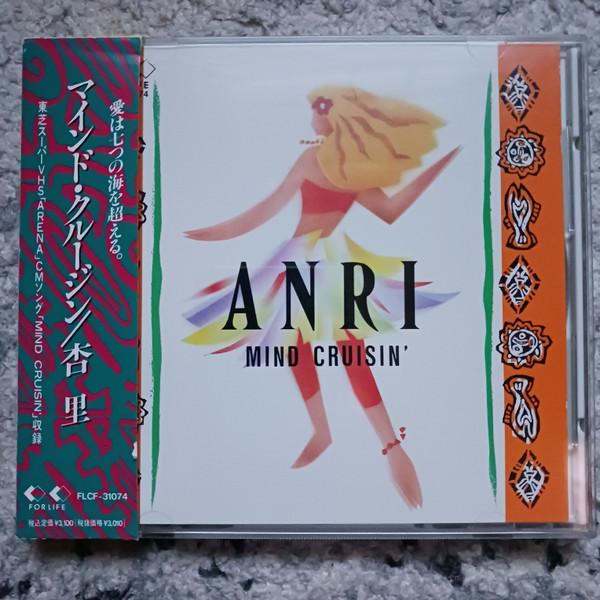 愛は七つの海を超える。
マインド・クルージン/杏里
東芝スーパーVHS「ARENA」CMソング「MIND CRUISIN'」収録
FOR LIFE
FLCF-31074
税込定価¥3,100 税抜価格¥3,010
ANRI
MIND CRUISIN'